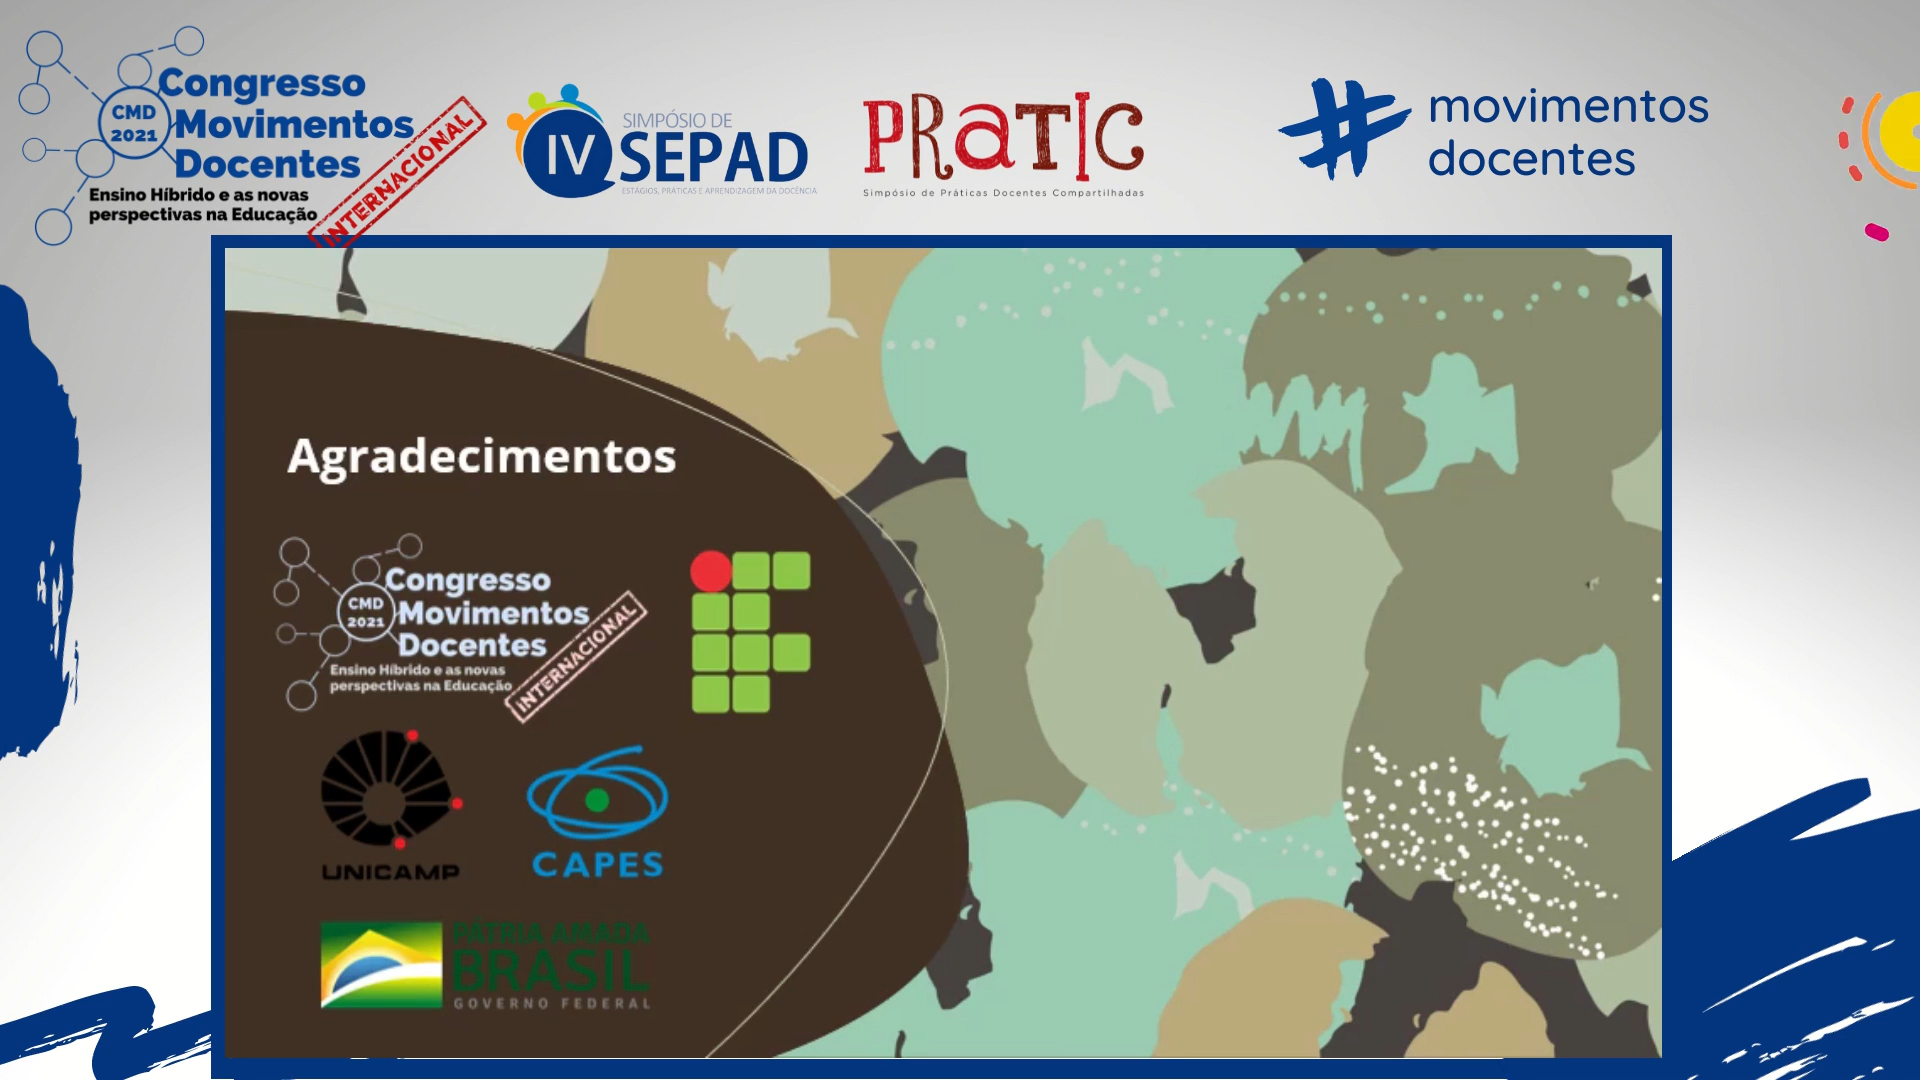 CMD
2021
Congresso
Movimentos
Docentes
Ensino Híbrido e as novas
perspectivas na Educação
INTERNACIONAL
IV
SIMPÓSIO DE
SEPAD
ESTÁGIOS, PRÁTICAS E APRENDIZAGEM DA DOCÊNCIA
PRATIC
Simpósio de Práticas Docentes Compartilhadas
# movimentos
docentes
Agradecimentos
CMD
2021
Congresso
Movimentos
Docentes
Ensino Híbrido e as novas
perspectivas na Educação
INTERNACIONAL
UNICAMP
CAPES
PÁTRIA AMADA
BRASIL
GOVERNO FEDERAL